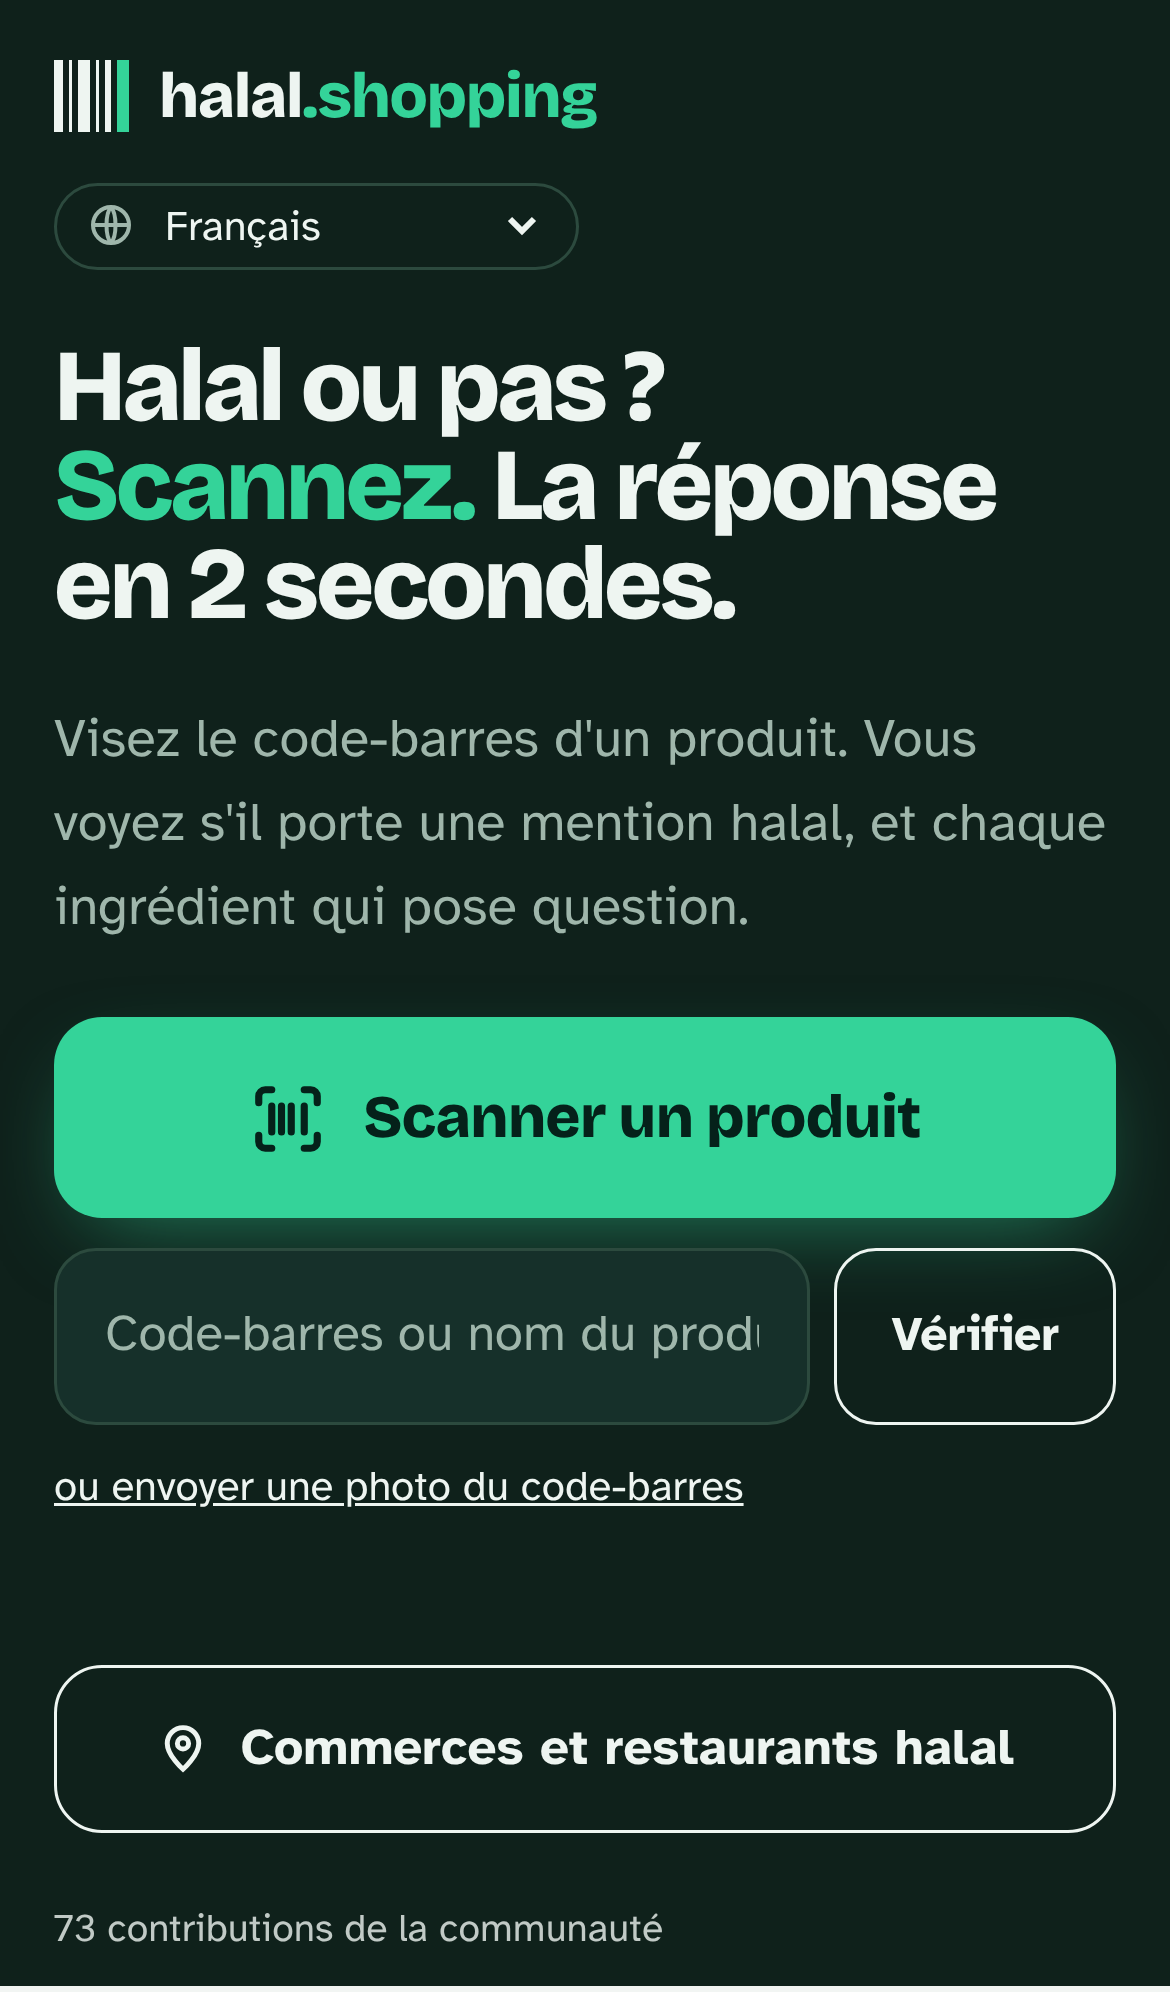 halal.shopping
Français
Halal ou pas ?
Scannez. La réponse
en 2 secondes.
Visez le code-barres d'un produit. Vous
voyez s'il porte une mention halal, et chaque
ingrédient qui pose question.
Scanner un produit
Code-barres ou nom du
Vérifier
ou envoyer une photo du code-barres
Commerces et restaurants halal
73 contributions de la communauté